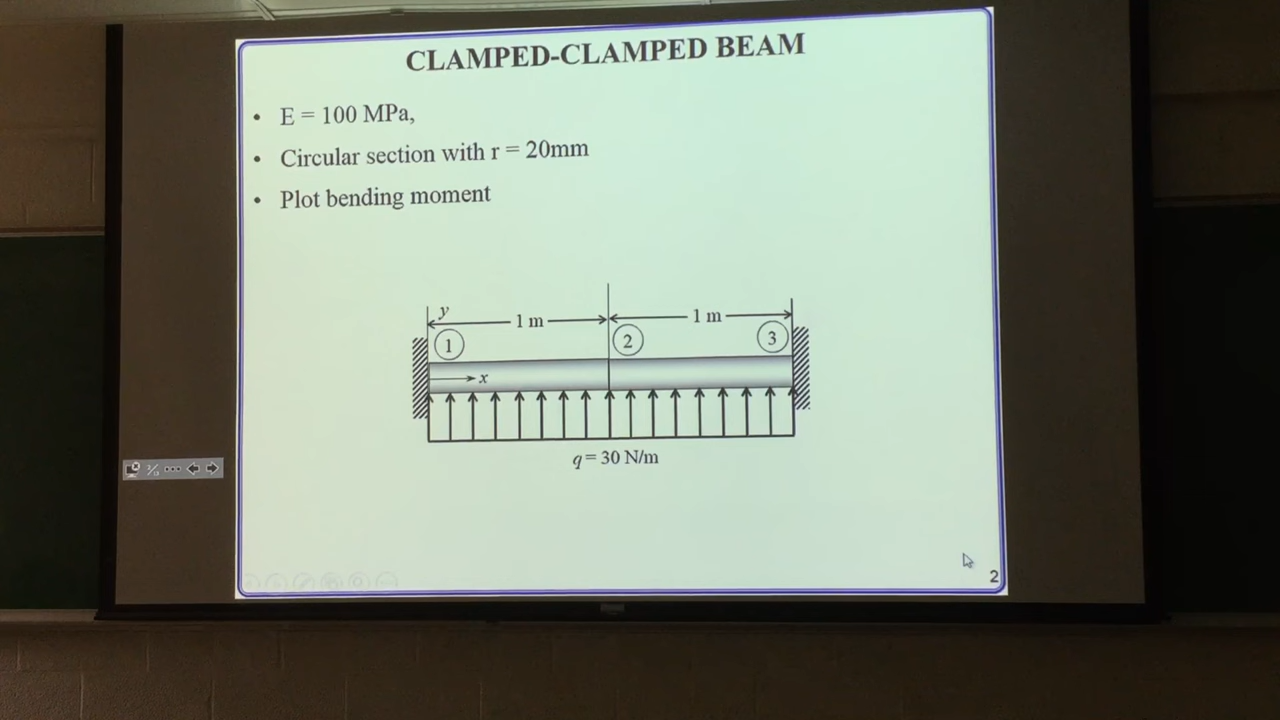 CLAMPED-CLAMPED BEAM
• E = 100 MPa,
• Circular section with r = 20mm
• Plot bending moment
y
1 m
1 m
1
2
3
x
q = 30 N/m
2